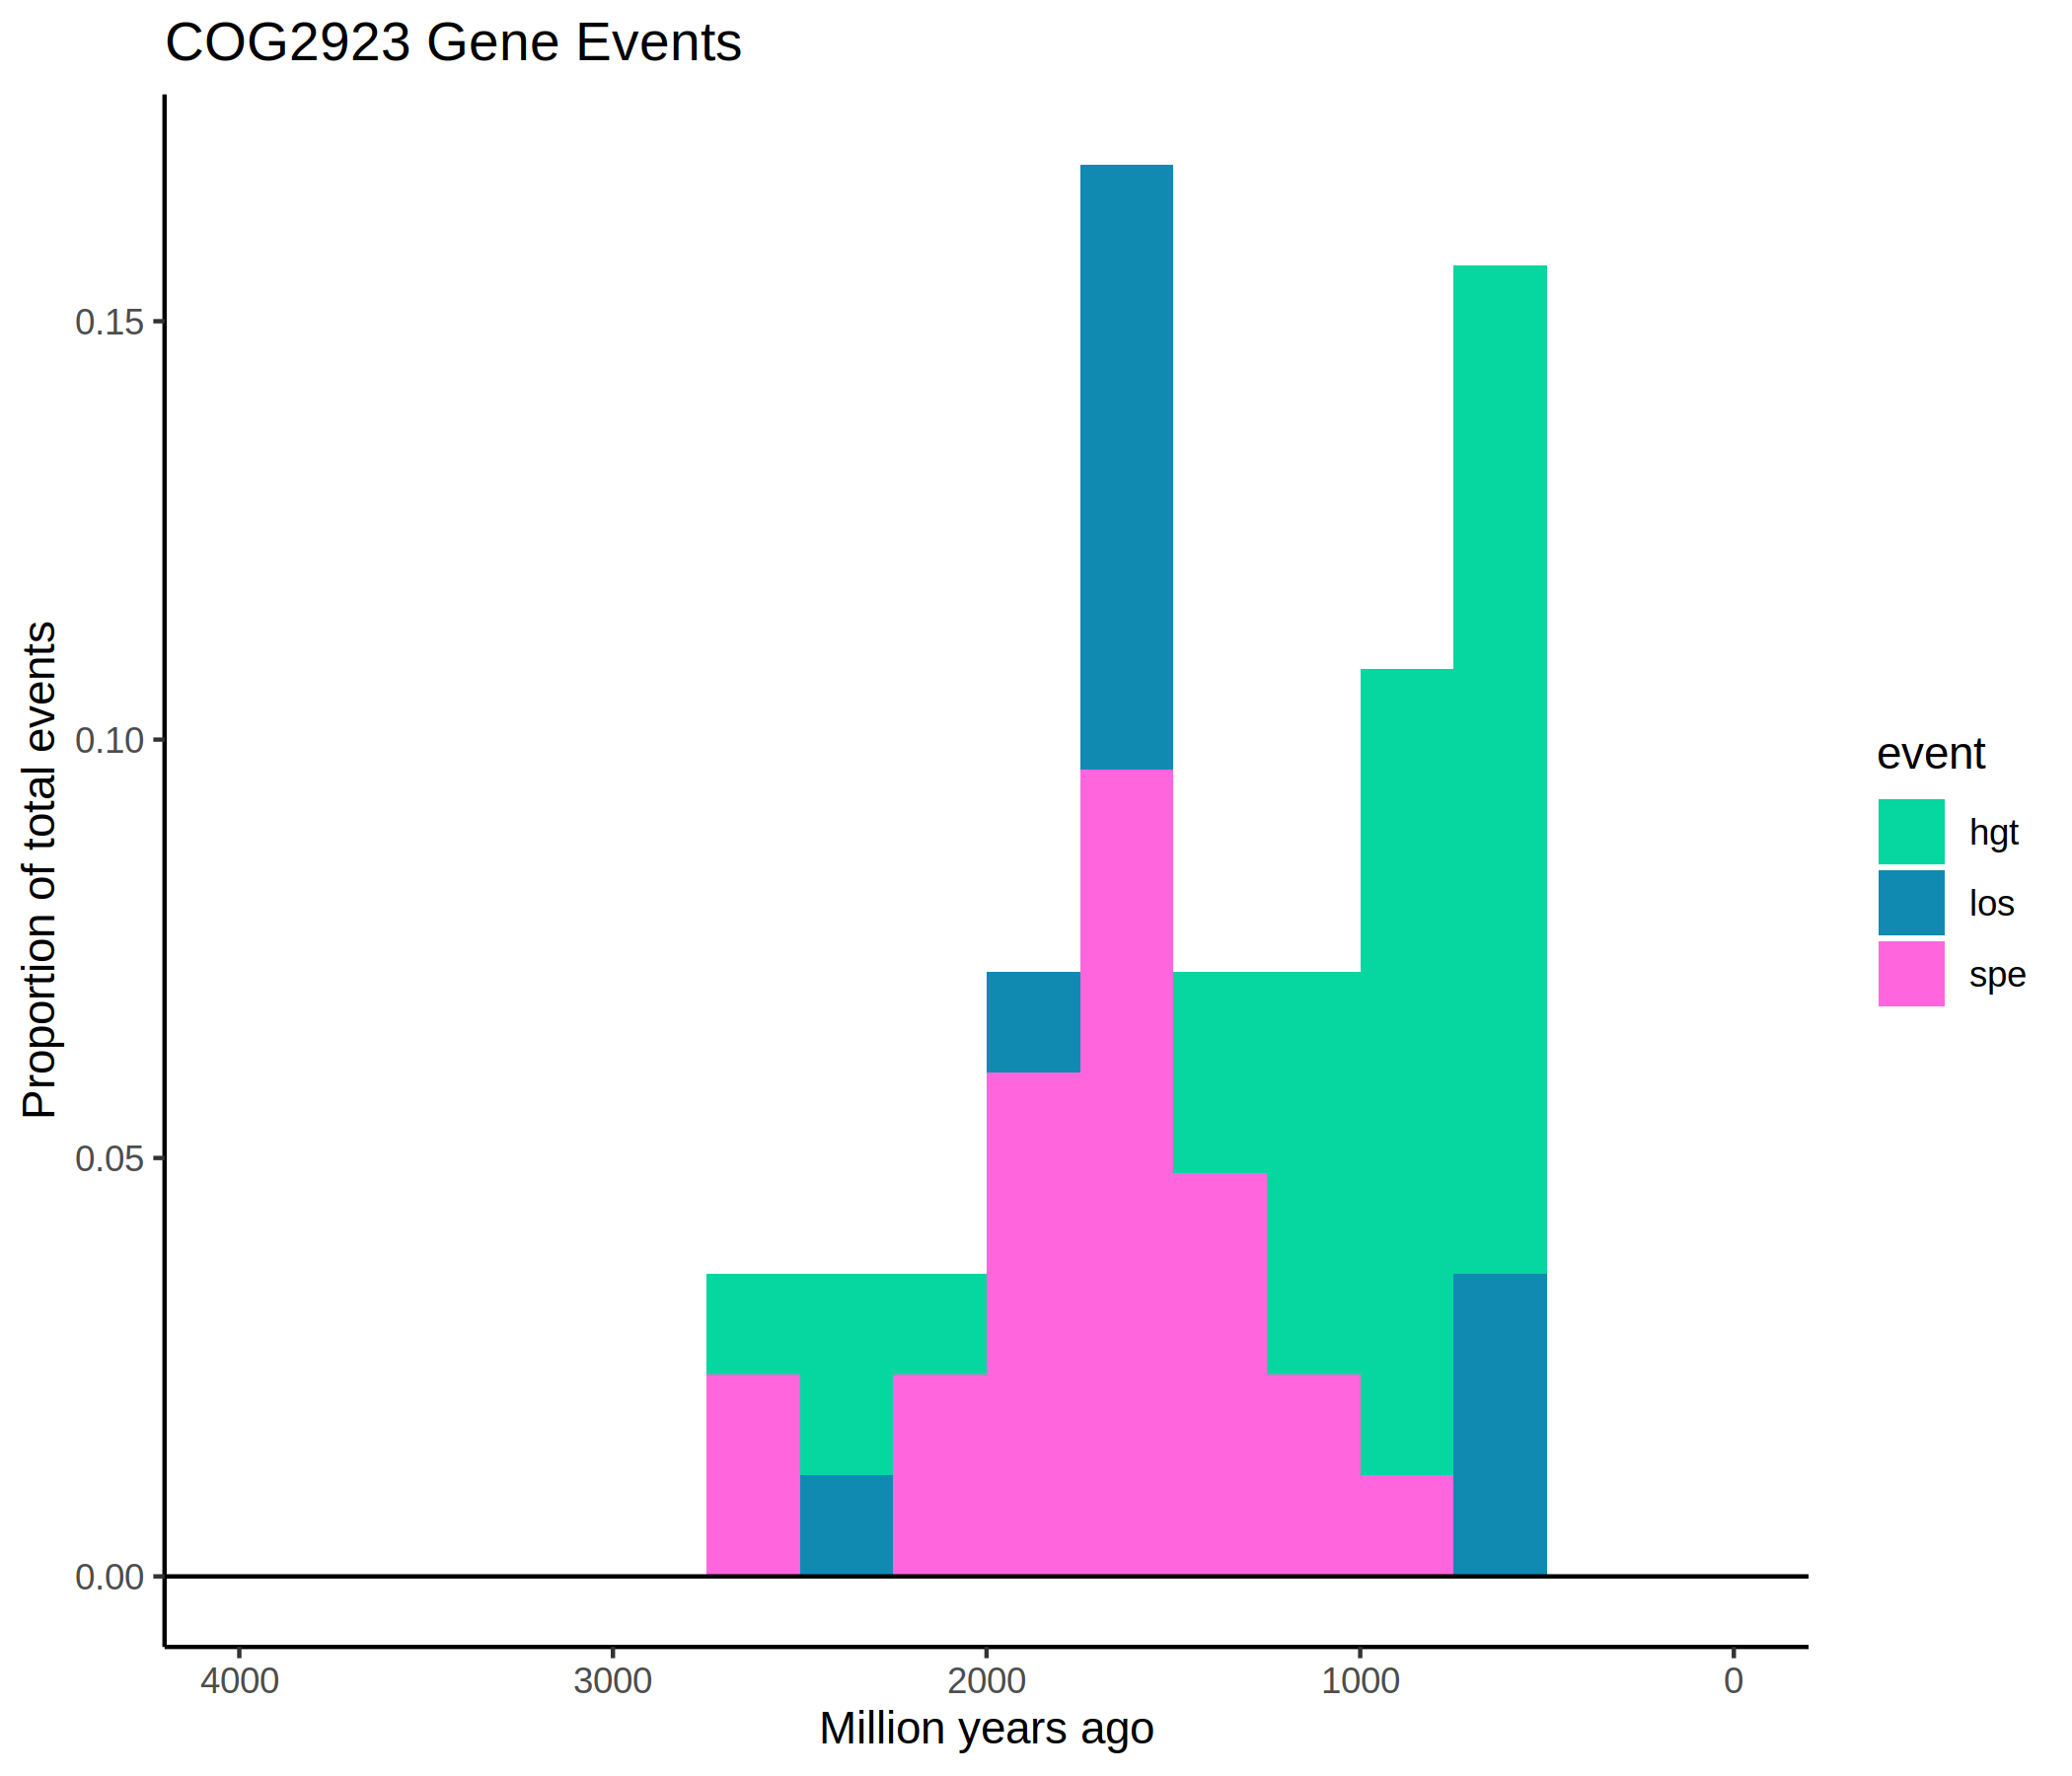 COG2923 Gene Events
Proportion of total events
0.15
0.10
0.05
0.00
4000 3000 2000 1000 0
Million years ago
event
hgt
los
spe